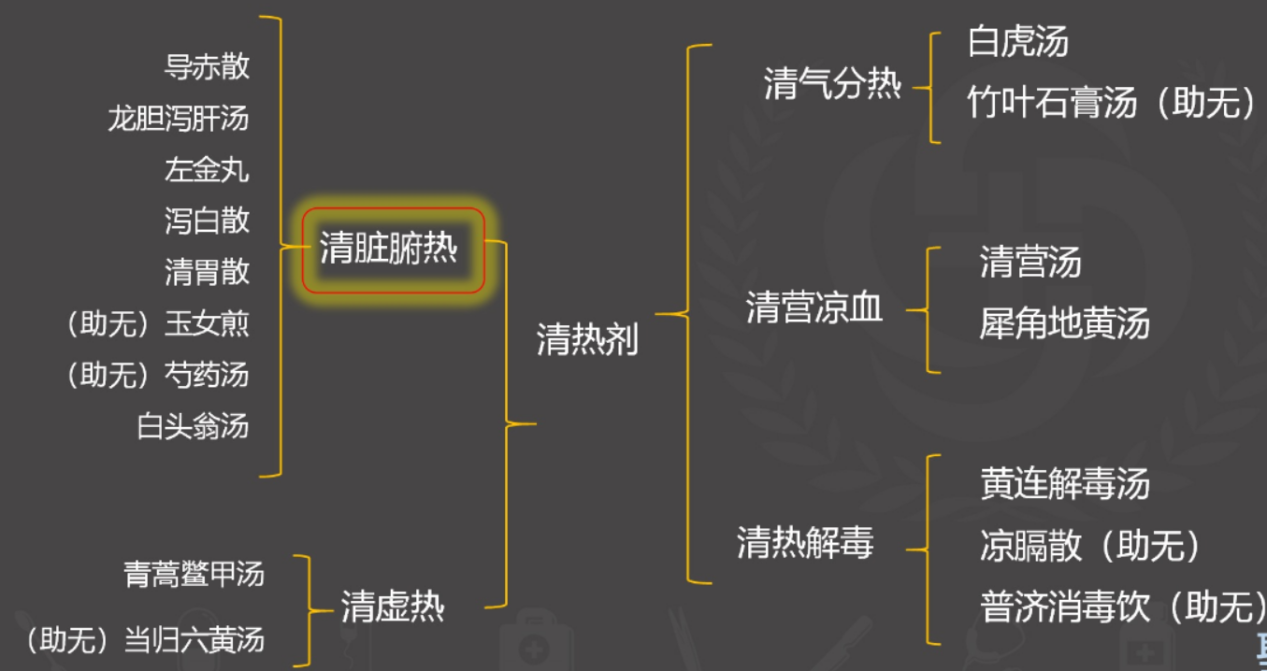 导赤散
龙胆泻肝汤
左金丸
泻白散
清胃散
（助无）玉女煎
（助无）芍药汤
白头翁汤
清脏腑热
青蒿鳖甲汤
（助无）当归六黄汤
清虚热
清热剂
清气分热
白虎汤
竹叶石膏汤（助无）
清营凉血
清营汤
犀角地黄汤
清热解毒
黄连解毒汤
凉膈散（助无）
普济消毒饮（助无）